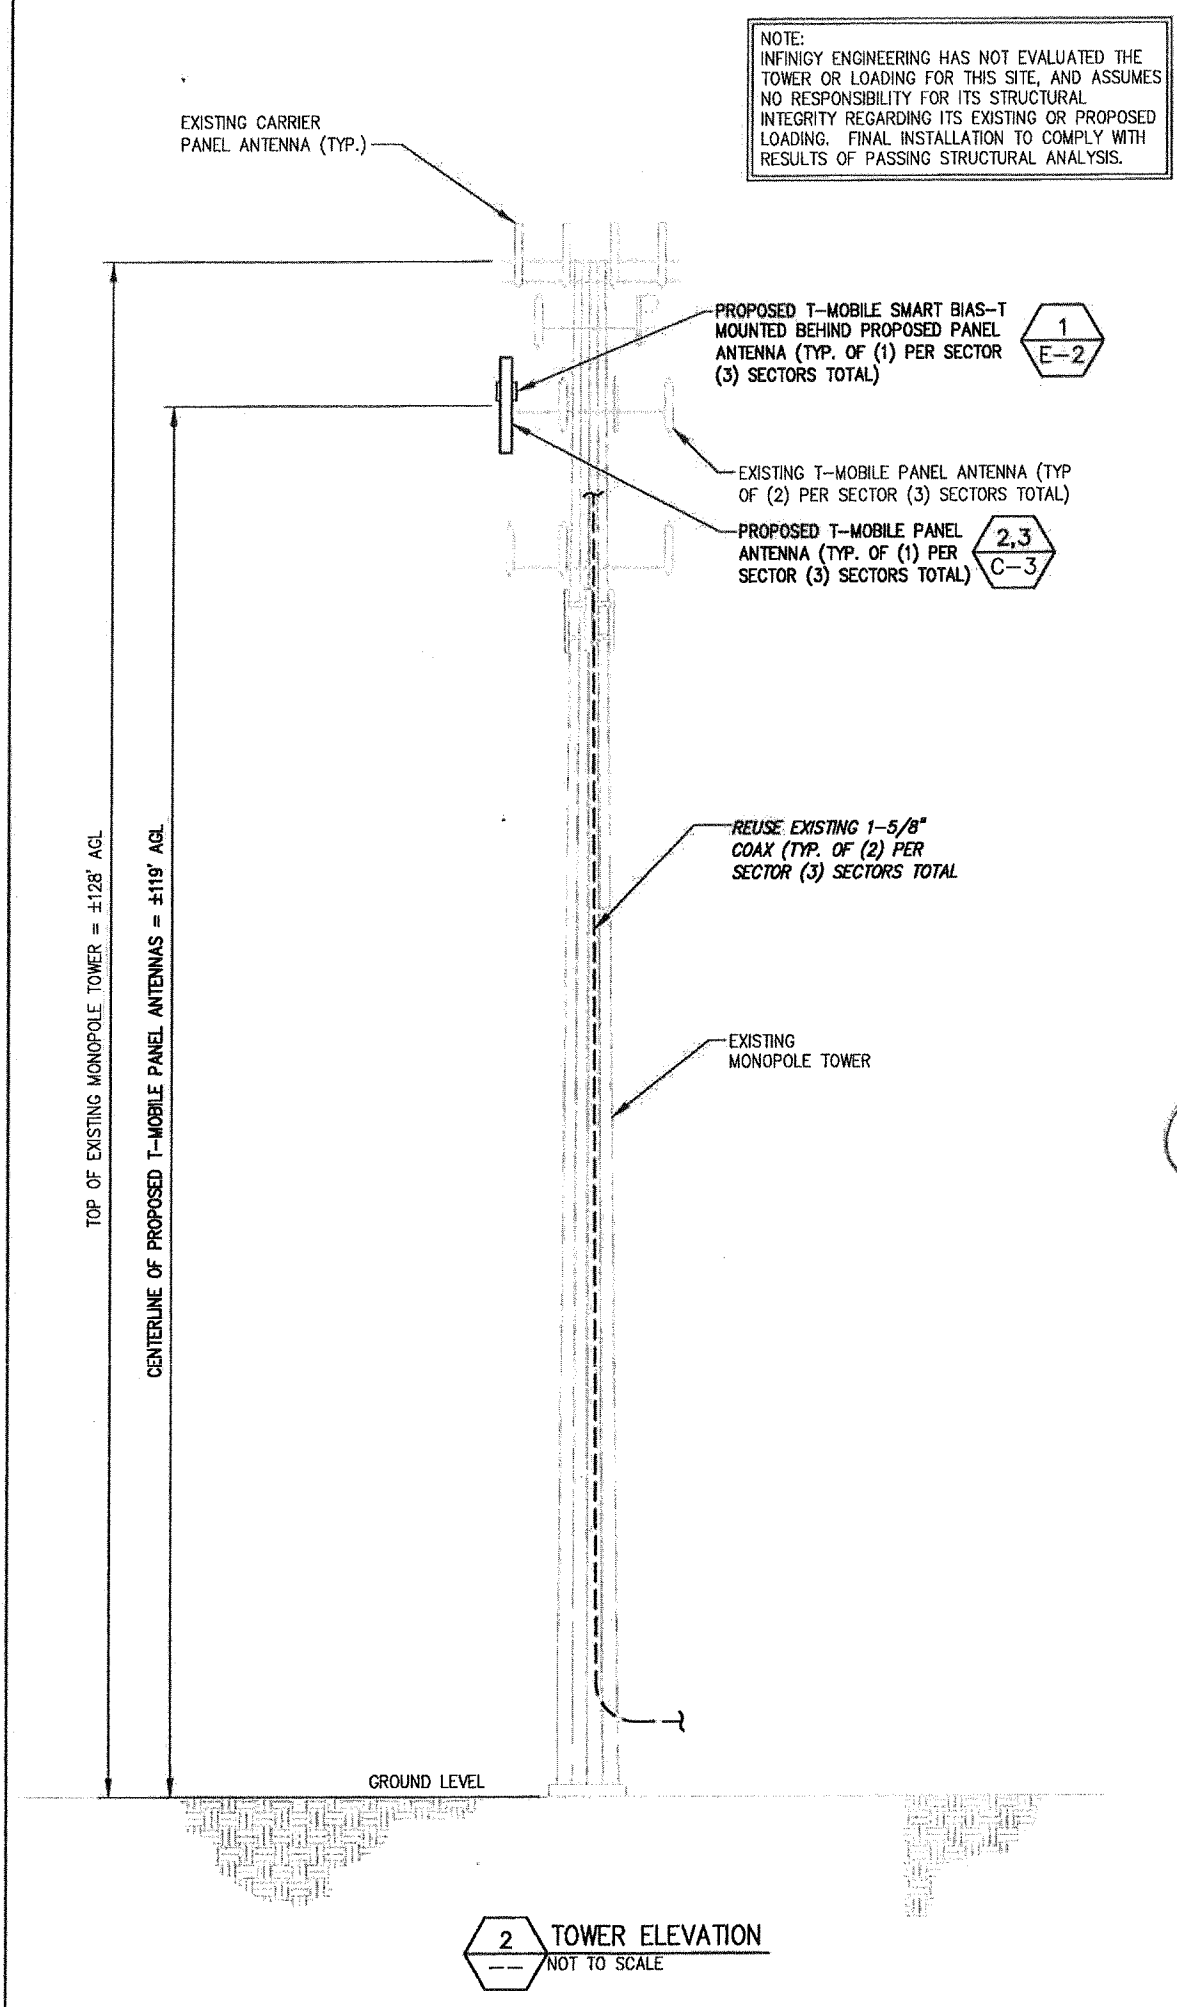 NOTE:
INFINIGY ENGINEERING HAS NOT EVALUATED THE
TOWER OR LOADING FOR THIS SITE, AND ASSUMES
NO RESPONSIBILITY FOR ITS STRUCTURAL
INTEGRITY REGARDING ITS EXISTING OR PROPOSED
LOADING. FINAL INSTALLATION TO COMPLY WITH
RESULTS OF PASSING STRUCTURAL ANALYSIS.
EXISTING CARRIER
PANEL ANTENNA (TYP.)
PROPOSED T-MOBILE SMART BIAS-T
MOUNTED BEHIND PROPOSED PANEL
ANTENNA (TYP. OF (1) PER SECTOR
(3) SECTORS TOTAL)
1
E-2
EXISTING T-MOBILE PANEL ANTENNA (TYP
OF (2) PER SECTOR (3) SECTORS TOTAL)
PROPOSED T-MOBILE PANEL
ANTENNA (TYP. OF (1) PER
SECTOR (3) SECTORS TOTAL)
2,3
C-3
REUSE EXISTING 1-5/8"
COAX (TYP. OF (2) PER
SECTOR (3) SECTORS TOTAL
EXISTING
MONOPOLE TOWER
TOP OF EXISTING MONOPOLE TOWER = ±128' AGL
CENTERLINE OF PROPOSED T-MOBILE PANEL ANTENNAS = ±119' AGL
GROUND LEVEL
2
--
TOWER ELEVATION
NOT TO SCALE